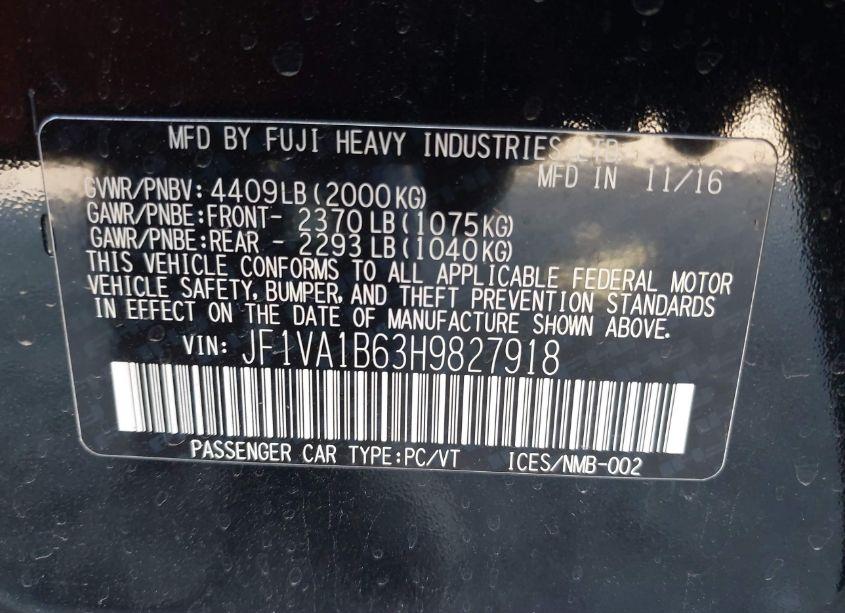 MFD BY FUJI HEAVY INDUSTRIES LTD.
MFD IN 11/16
GVWR/PNBV: 4409LB (2000KG)
GAWR/PNBE:FRONT- 2370 LB (1075KG)
GAWR/PNBE:REAR - 2293 LB (1040KG)
THIS VEHICLE CONFORMS TO ALL APPLICABLE FEDERAL MOTOR
VEHICLE SAFETY, BUMPER, AND THEFT PREVENTION STANDARDS
IN EFFECT ON THE DATE OF MANUFACTURE SHOWN ABOVE.
VIN: JF1VA1B63H9827918
PASSENGER CAR TYPE:PC/VT ICES/NMB-002